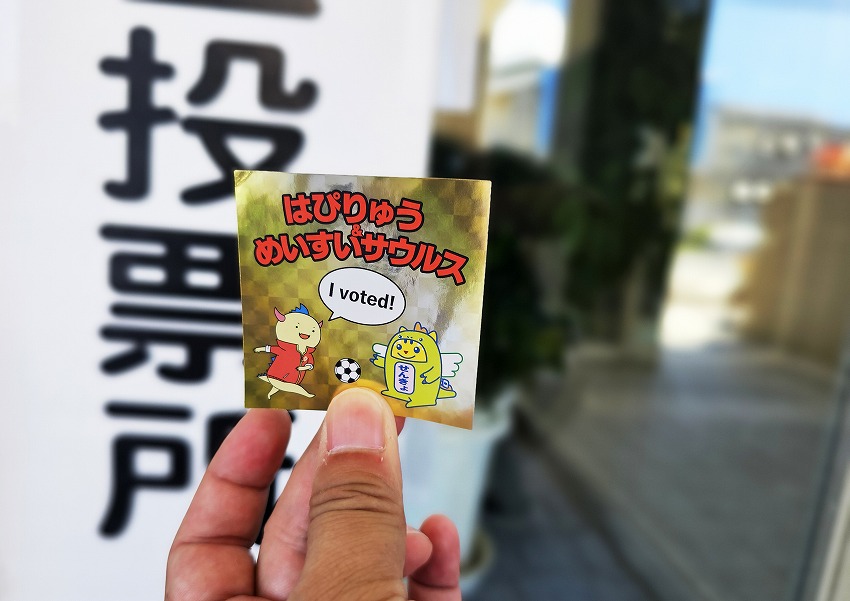 投票所
はぴりゅう
&
めいすいサウルス
I voted!
せんきょ